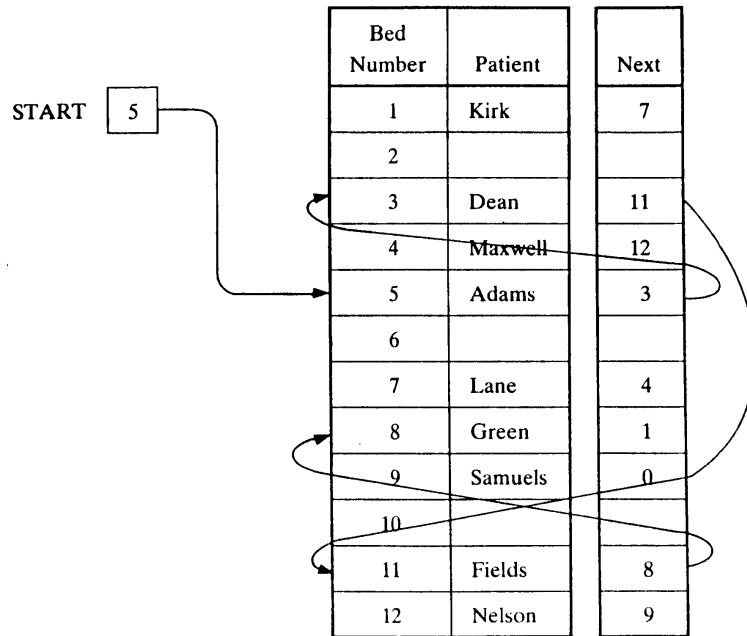 Bed
Number Patient Next
START 5 1 Kirk 7
2
3 Dean 11
4 Maxwell 12
5 Adams 3
6
7 Lane 4
8 Green 1
9 Samuels 0
10
11 Fields 8
12 Nelson 9